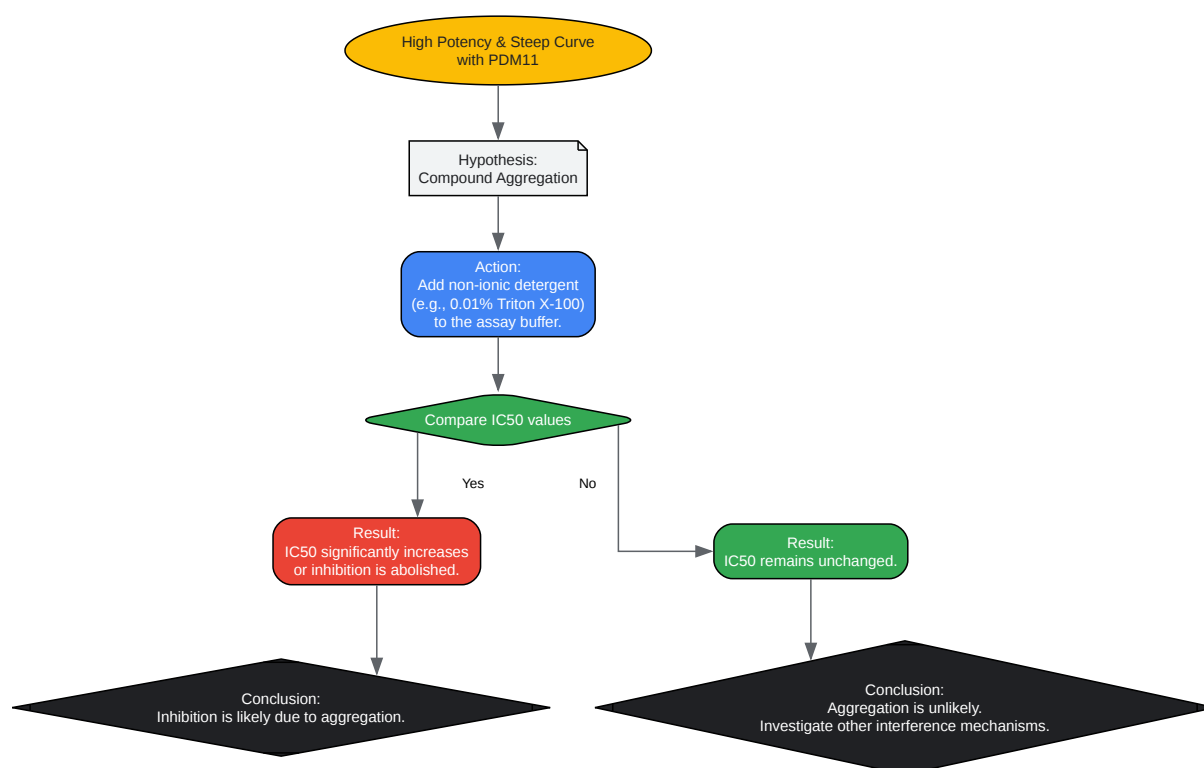 High Potency & Steep Curve
with PDM11
Hypothesis:
Compound Aggregation
Action:
Add non-ionic detergent
(e.g., 0.01% Triton X-100)
to the assay buffer.
Compare IC50 values
Yes
No
Result:
IC50 significantly increases
or inhibition is abolished.
Result:
IC50 remains unchanged.
Conclusion:
Inhibition is likely due to aggregation.
Conclusion:
Aggregation is unlikely.
Investigate other interference mechanisms.